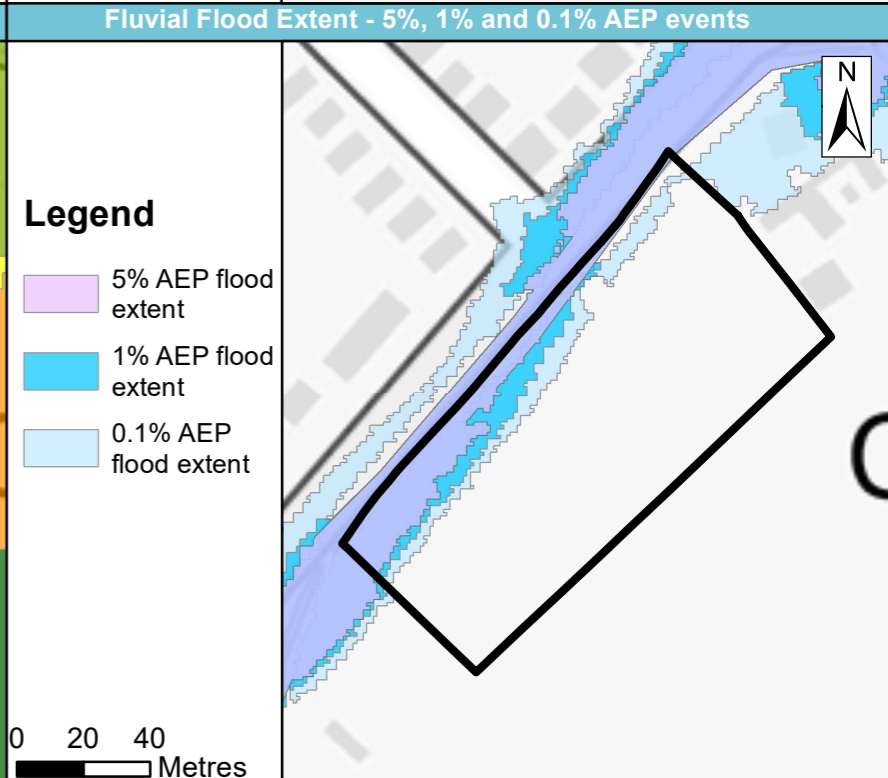 Fluvial Flood Extent - 5%, 1% and 0.1% AEP events
N
Legend
5% AEP flood
extent
1% AEP flood
extent
0.1% AEP
flood extent
0 20 40
Metres